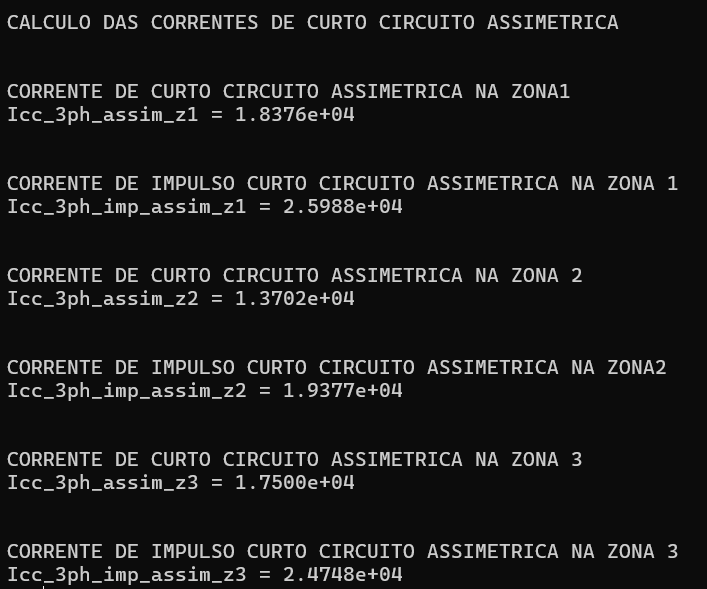 CALCULO DAS CORRENTES DE CURTO CIRCUITO ASSIMETRICA
CORRENTE DE CURTO CIRCUITO ASSIMETRICA NA ZONA1
Icc_3ph_assim_z1 = 1.8376e+04
CORRENTE DE IMPULSO CURTO CIRCUITO ASSIMETRICA NA ZONA 1
Icc_3ph_imp_assim_z1 = 2.5988e+04
CORRENTE DE CURTO CIRCUITO ASSIMETRICA NA ZONA 2
Icc_3ph_assim_z2 = 1.3702e+04
CORRENTE DE IMPULSO CURTO CIRCUITO ASSIMETRICA NA ZONA2
Icc_3ph_imp_assim_z2 = 1.9377e+04
CORRENTE DE CURTO CIRCUITO ASSIMETRICA NA ZONA 3
Icc_3ph_assim_z3 = 1.7500e+04
CORRENTE DE IMPULSO CURTO CIRCUITO ASSIMETRICA NA ZONA 3
Icc_3ph_imp_assim_z3 = 2.4748e+04